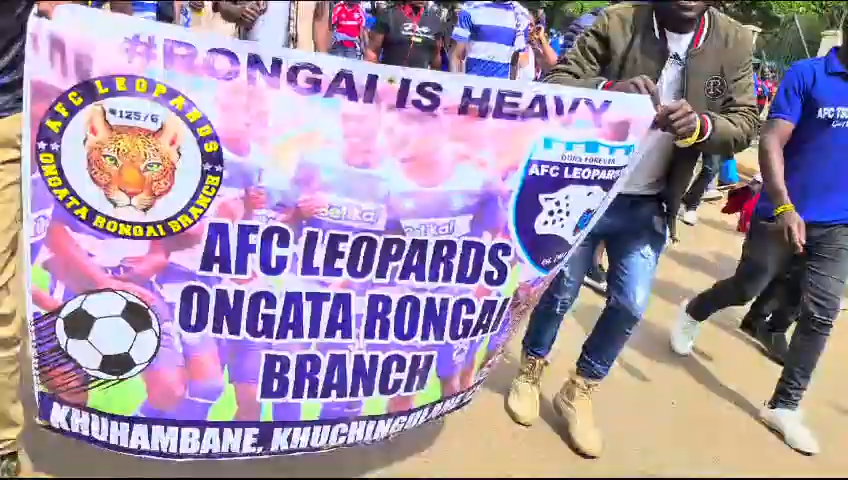 #RONGAI IS HEAVY
AFC LEOPARDS
#125/6
ONGATA RONGAI BRANCH
OURS FOREVER
AFC LEOPARDS
AFC LEOPARDS
ONGATA RONGAI
BRANCH
KHUHAMBANE, KHUCHINGULANE
AFC